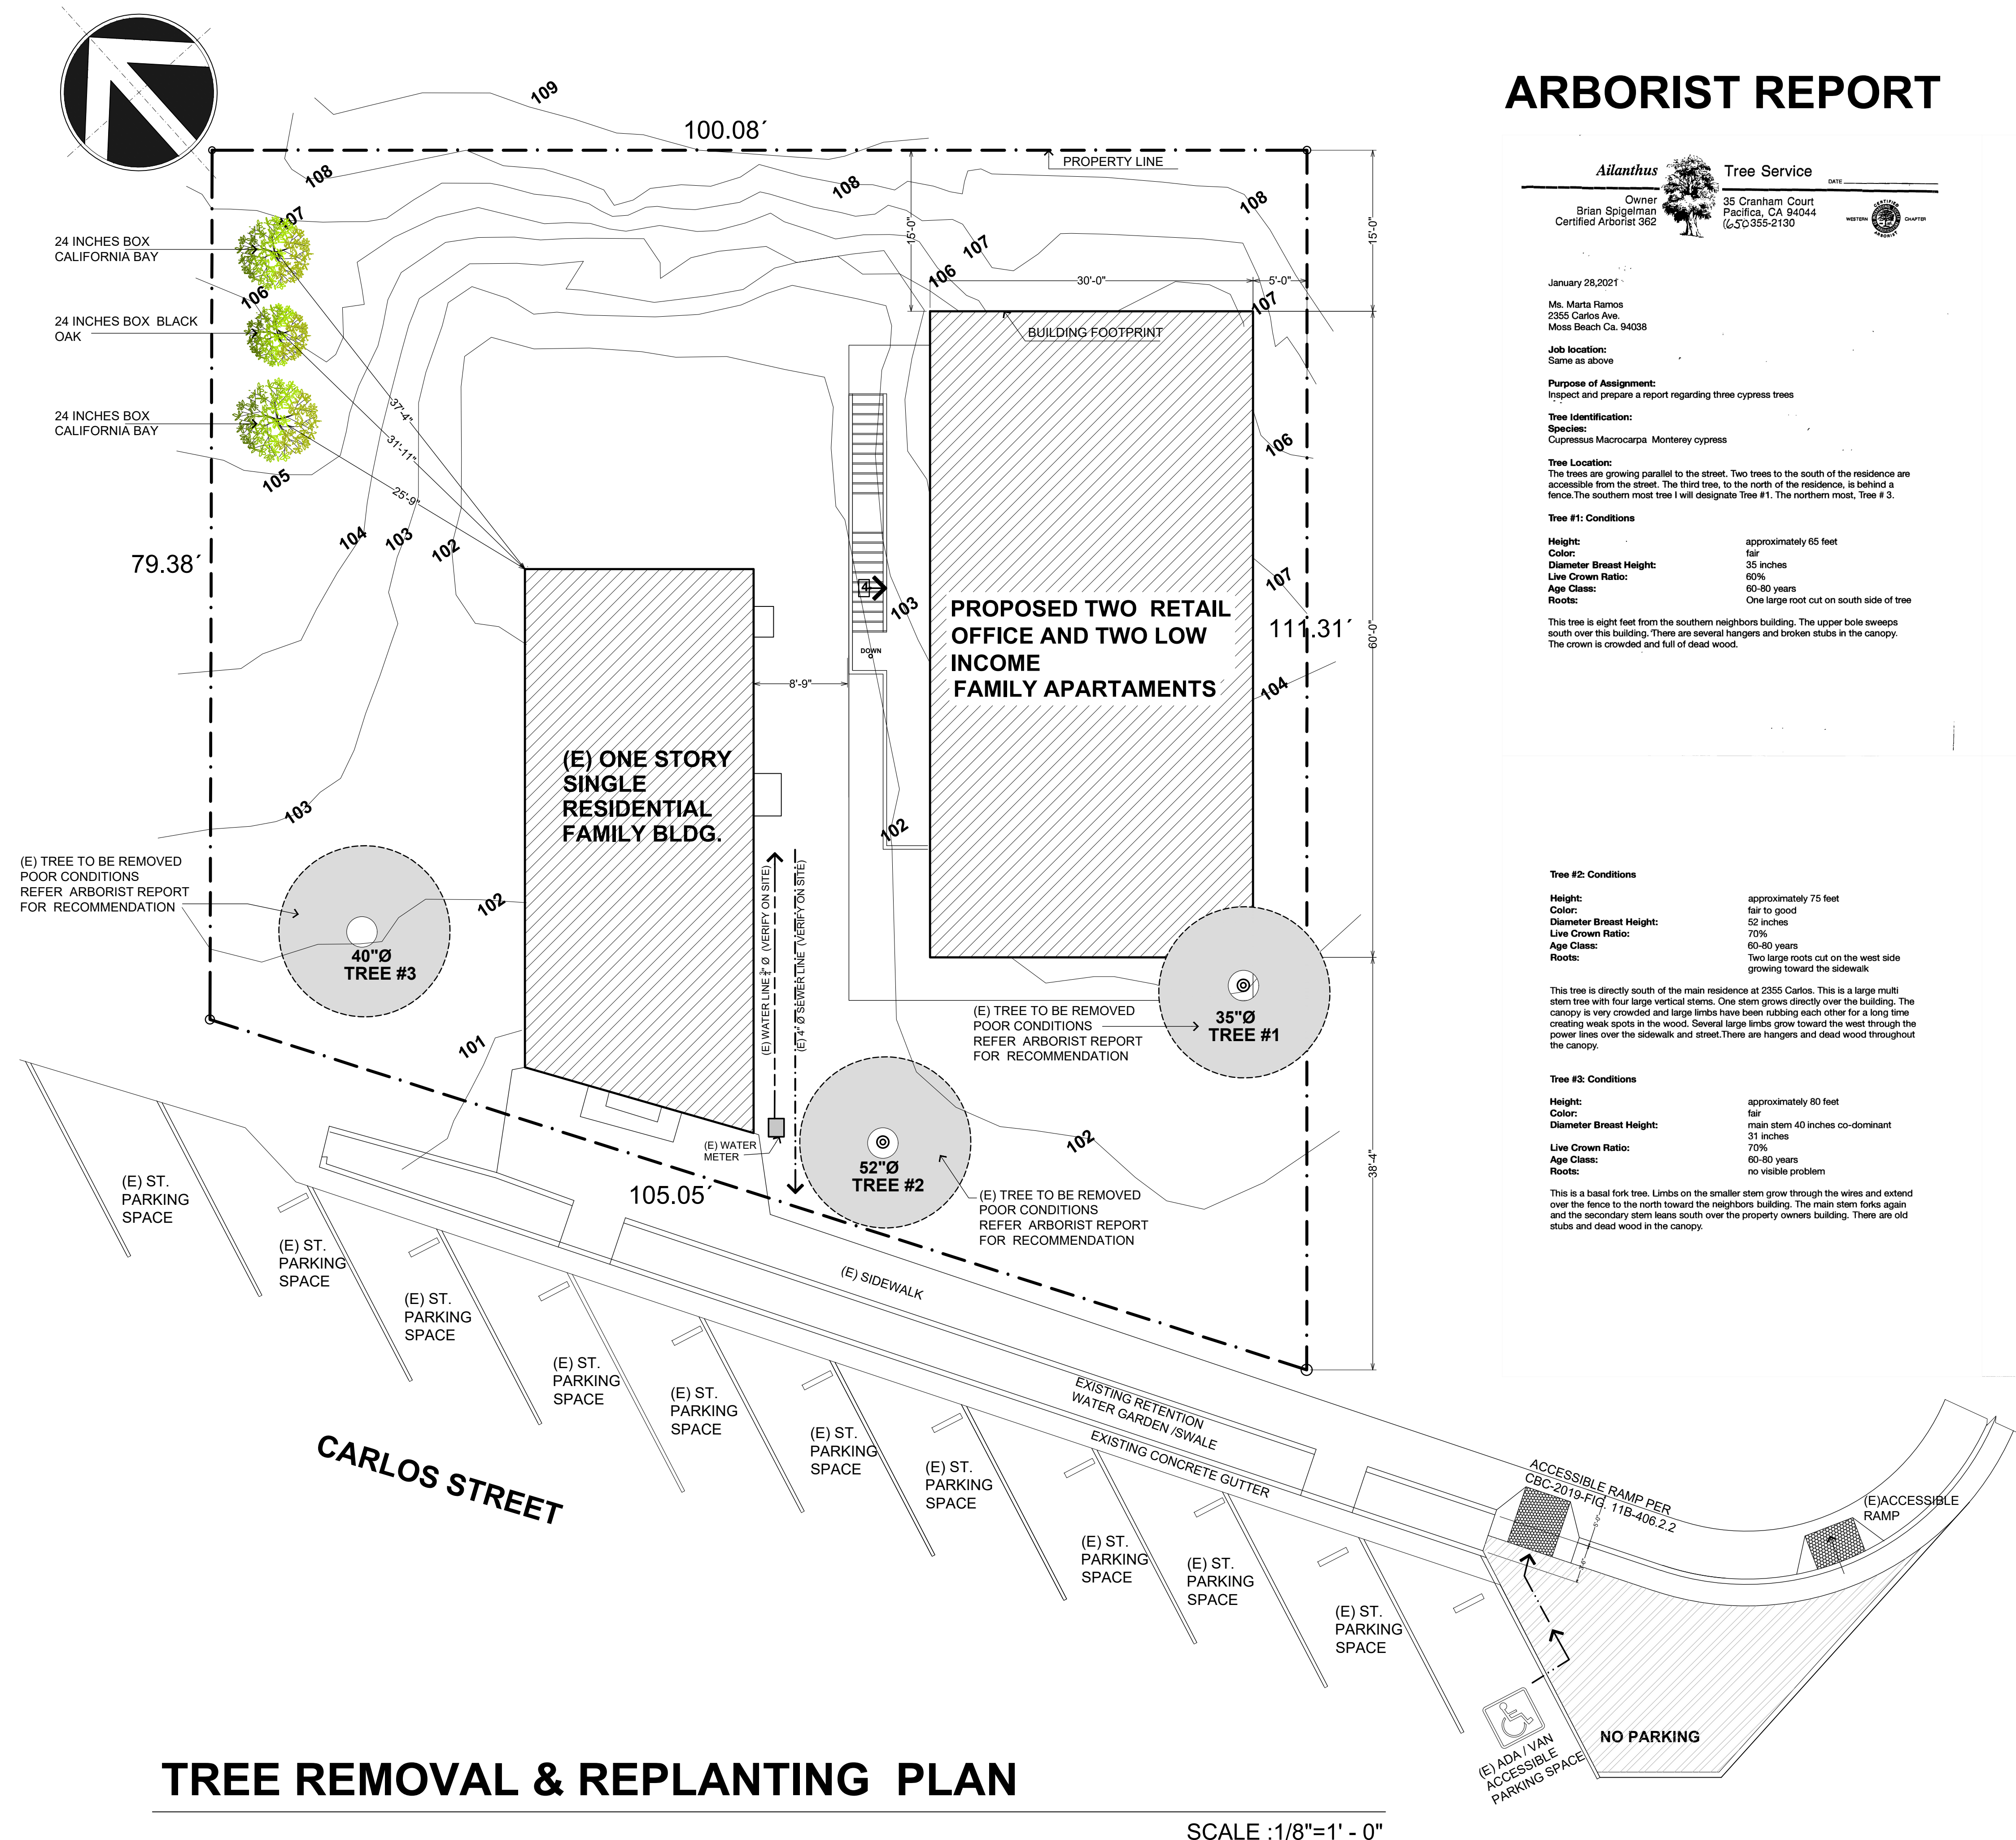 109
100.08´
PROPERTY LINE
108
108
108
107
107
106
107
24 INCHES BOX
CALIFORNIA BAY
106
24 INCHES BOX  BLACK
OAK
24 INCHES BOX
CALIFORNIA BAY
105
15'-0"
15'-0"
30'-0"
5'-0"
BUILDING FOOTPRINT
37'-4"
31'-11"
25'-9"
106
104
103
102
79.38´
107
4
103
DOWN
8'-9"
PROPOSED TWO  RETAIL
OFFICE AND TWO LOW
INCOME
FAMILY APARTAMENTS
111.31´
60'-0"
104
(E) ONE STORY
SINGLE
RESIDENTIAL
FAMILY BLDG.
103
102
102
(E) TREE TO BE REMOVED
POOR CONDITIONS
REFER  ARBORIST REPORT
FOR  RECOMMENDATION
40"Ø
TREE #3
(E) WATER LINE ¾" Ø  (VERIFY ON SITE)
(E) 4" Ø SEWER LINE  (VERIFY ON SITE)
(E) TREE TO BE REMOVED
POOR CONDITIONS
REFER  ARBORIST REPORT
FOR  RECOMMENDATION
35"Ø
TREE #1
101
(E) WATER
METER
52"Ø
TREE #2
102
38'-4"
105.05´
(E) TREE TO BE REMOVED
POOR CONDITIONS
REFER  ARBORIST REPORT
FOR  RECOMMENDATION
(E) SIDEWALK
(E) ST.
PARKING
SPACE
(E) ST.
PARKING
SPACE
(E) ST.
PARKING
SPACE
(E) ST.
PARKING
SPACE
(E) ST.
PARKING
SPACE
(E) ST.
PARKING
SPACE
(E) ST.
PARKING
SPACE
(E) ST.
PARKING
SPACE
(E) ST.
PARKING
SPACE
(E) ST.
PARKING
SPACE
EXISTING RETENTION
WATER GARDEN /SWALE
EXISTING CONCRETE GUTTER
CARLOS STREET
ACCESSIBLE RAMP PER
CBC-2019-FIG. 11B-406.2.2
(E)ACCESSIBLE
RAMP
NO PARKING
(E) ADA / VAN
ACCESSIBLE
PARKING SPACE
TREE REMOVAL & REPLANTING  PLAN
SCALE :1/8"=1' - 0"
ARBORIST REPORT
Ailanthus Tree Service
DATE
Owner
Brian Spigelman
Certified Arborist 362
35 Cranham Court
Pacifica, CA 94044
(650) 355-2130
WESTERN CHAPTER
CERTIFIED
ARBORIST
January 28,2021
Ms. Marta Ramos
2355 Carlos Ave.
Moss Beach Ca. 94038
Job location:
Same as above
Purpose of Assignment:
Inspect and prepare a report regarding three cypress trees
Tree Identification:
Species:
Cupressus Macrocarpa  Monterey cypress
Tree Location:
The trees are growing parallel to the street. Two trees to the south of the residence are
accessible from the street. The third tree, to the north of the residence, is behind a
fence.The southern most tree I will designate Tree #1. The northern most, Tree # 3.
Tree #1: Conditions
Height: approximately 65 feet
Color: fair
Diameter Breast Height: 35 inches
Live Crown Ratio: 60%
Age Class: 60-80 years
Roots: One large root cut on south side of tree
This tree is eight feet from the southern neighbors building. The upper bole sweeps
south over this building. There are several hangers and broken stubs in the canopy.
The crown is crowded and full of dead wood.
Tree #2: Conditions
Height: approximately 75 feet
Color: fair to good
Diameter Breast Height: 52 inches
Live Crown Ratio: 70%
Age Class: 60-80 years
Roots: Two large roots cut on the west side
growing toward the sidewalk
This tree is directly south of the main residence at 2355 Carlos. This is a large multi
stem tree with four large vertical stems. One stem grows directly over the building. The
canopy is very crowded and large limbs have been rubbing each other for a long time
creating weak spots in the wood. Several large limbs grow toward the west through the
power lines over the sidewalk and street.There are hangers and dead wood throughout
the canopy.
Tree #3: Conditions
Height: approximately 80 feet
Color: fair
Diameter Breast Height: main stem 40 inches co-dominant
31 inches
Live Crown Ratio: 70%
Age Class: 60-80 years
Roots: no visible problem
This is a basal fork tree. Limbs on the smaller stem grow through the wires and extend
over the fence to the north toward the neighbors building. The main stem forks again
and the secondary stem leans south over the property owners building. There are old
stubs and dead wood in the canopy.